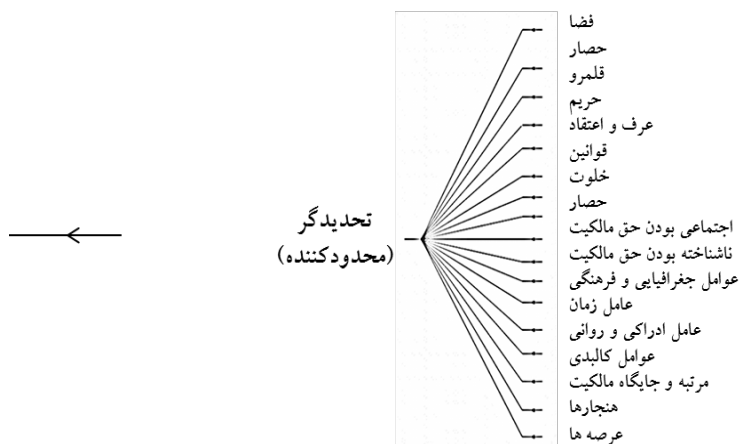 فضا
حصار
قلمرو
حریم
عرف و اعتقاد
قوانین
خلوت
حصار
اجتماعی بودن حق مالکیت
ناشناخته بودن حق مالکیت
عوامل جغرافیایی و فرهنگی
عامل زمان
عامل ادراکی و روانی
عوامل کالبدی
مرتبه و جایگاه مالکیت
هنجارها
عرصه ها
تحدیدگر
(محدودکننده)